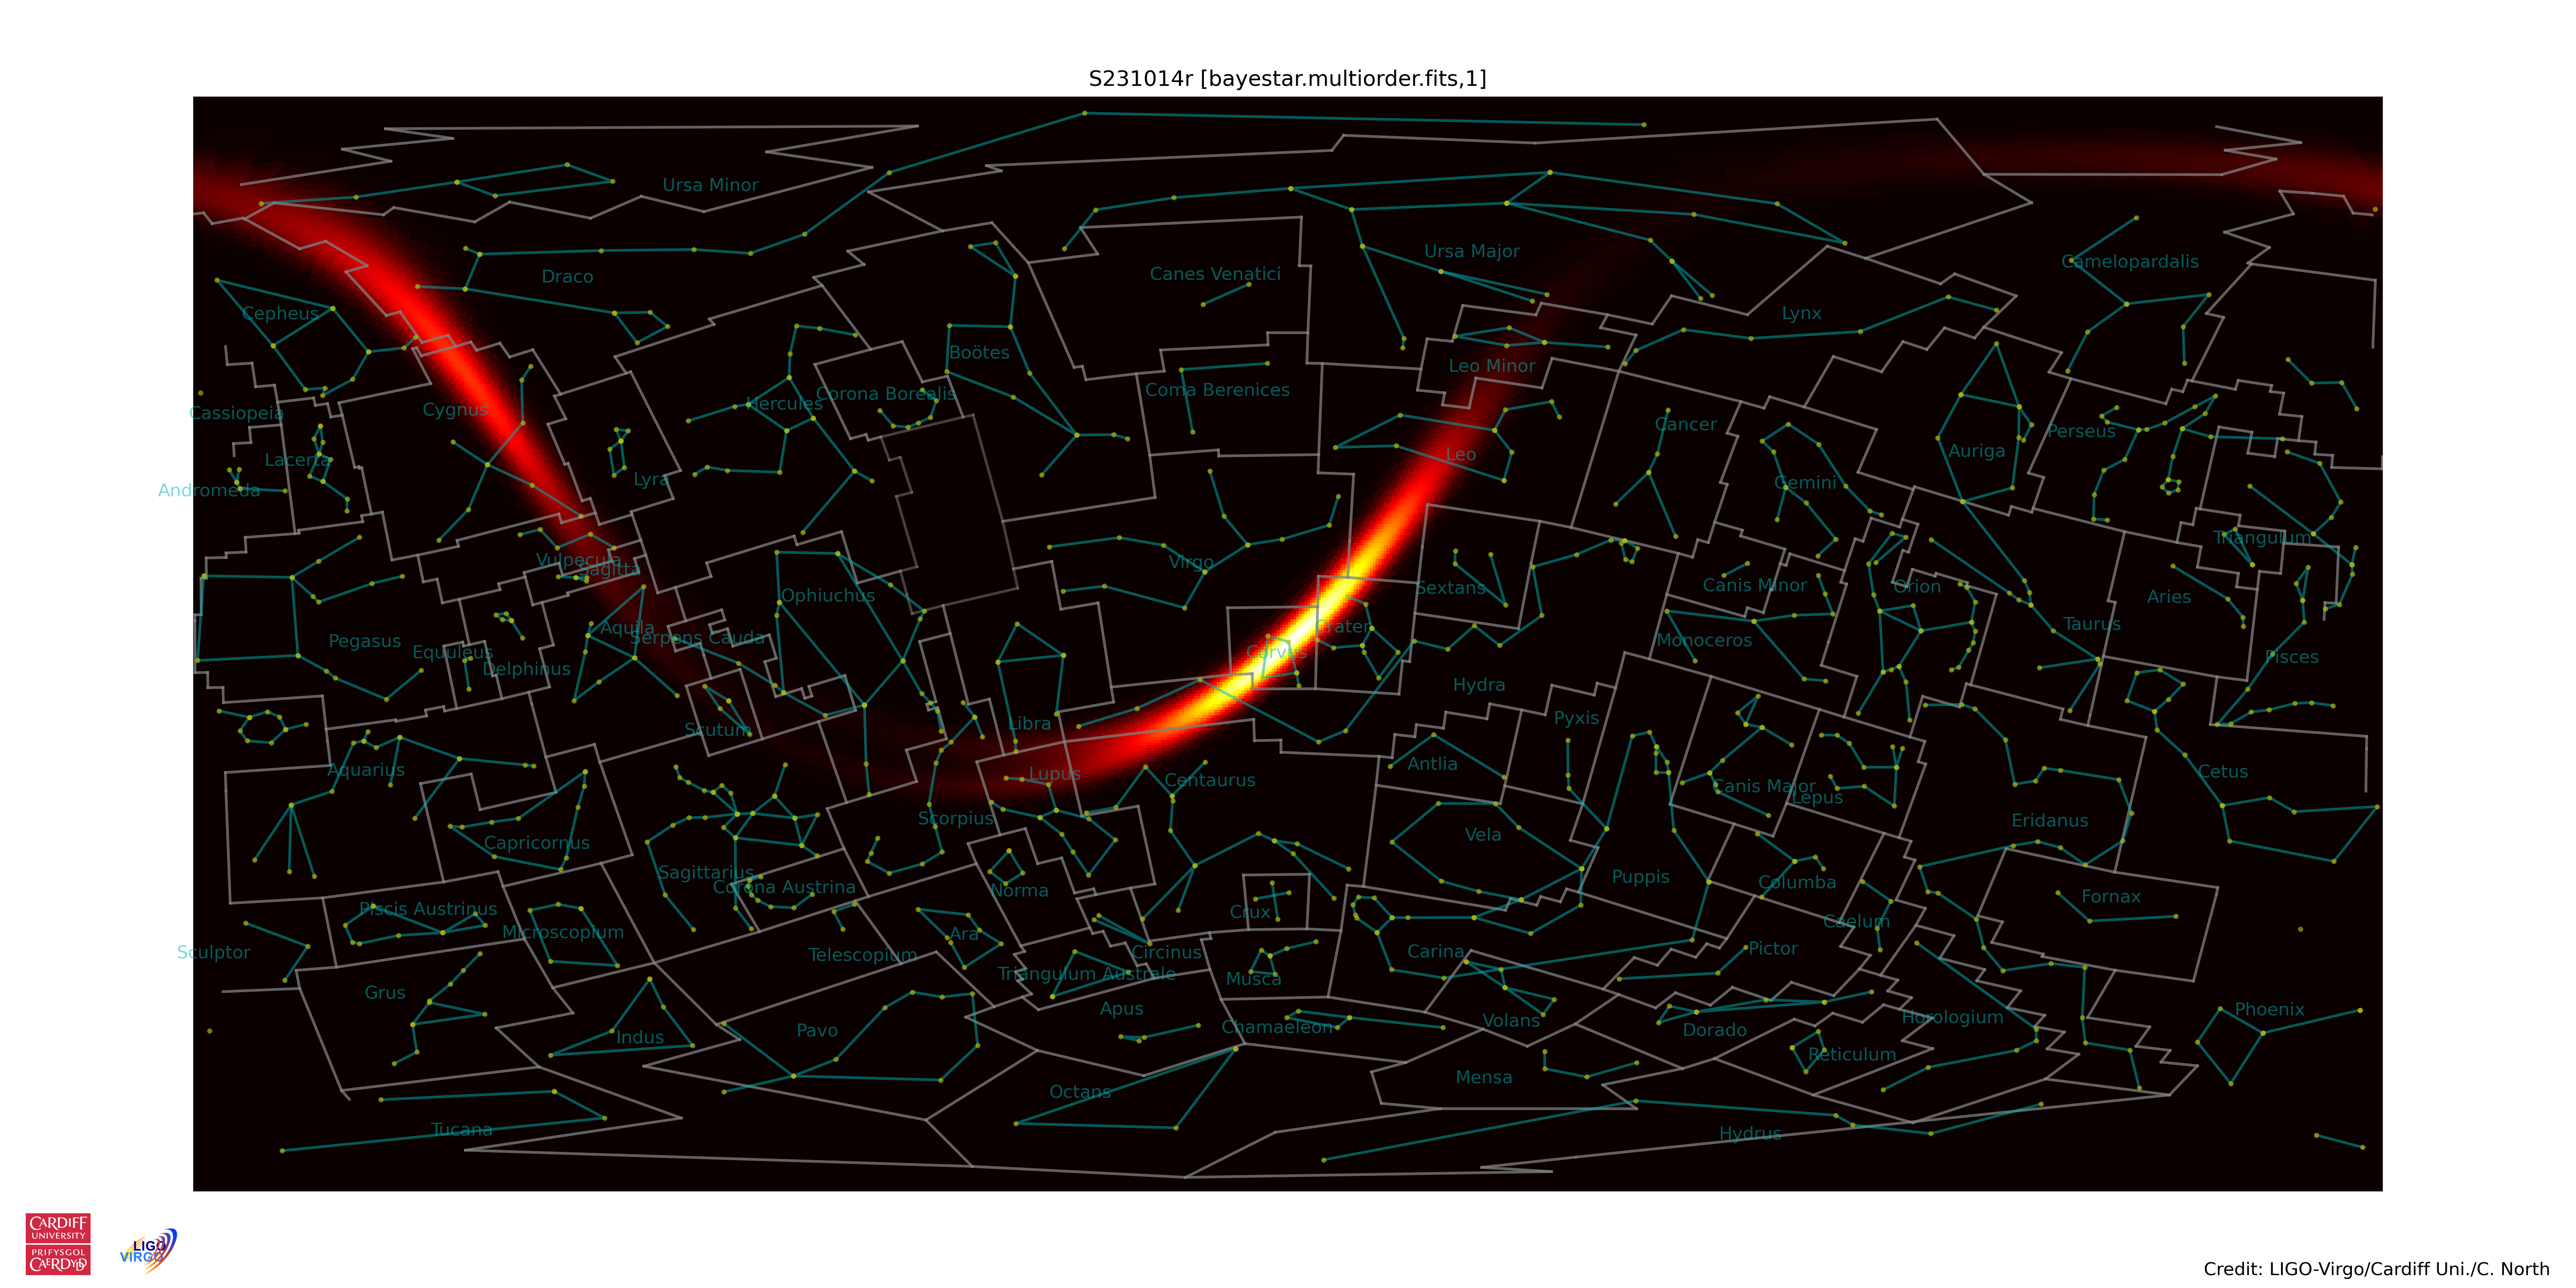 S231014r [bayestar.multiorder.fits,1]
Ursa Minor
Ursa Major
Draco
Canes Venatici
Camelopardalis
Cepheus
Lynx
Boötes
Leo Minor
Coma Berenices
Corona Borealis
Hercules
Cygnus
Cassiopeia
Cancer
Perseus
Auriga
Leo
Lacerta
Lyra
Gemini
Andromeda
Triangulum
Vulpecula
Sagitta
Virgo
Sextans
Canis Minor
Orion
Ophiuchus
Aries
Aquila
Serpens Cauda
Crater
Taurus
Pegasus
Equuleus
Delphinus
Corvus
Monoceros
Pisces
Hydra
Scutum
Libra
Pyxis
Aquarius
Lupus
Centaurus
Antlia
Canis Major
Lepus
Cetus
Scorpius
Vela
Eridanus
Capricornus
Sagittarius
Corona Austrina
Norma
Puppis
Columba
Fornax
Piscis Austrinus
Microscopium
Crux
Caelum
Ara
Sculptor
Telescopium
Circinus
Carina
Pictor
Triangulum Australe
Musca
Grus
Apus
Phoenix
Indus
Pavo
Chamaeleon
Volans
Dorado
Horologium
Reticulum
Octans
Mensa
Tucana
Hydrus
CARDIFF
UNIVERSITY
PRIFYSGOL
CAERDYDD
LIGO
VIRGO
Credit: LIGO-Virgo/Cardiff Uni./C. North